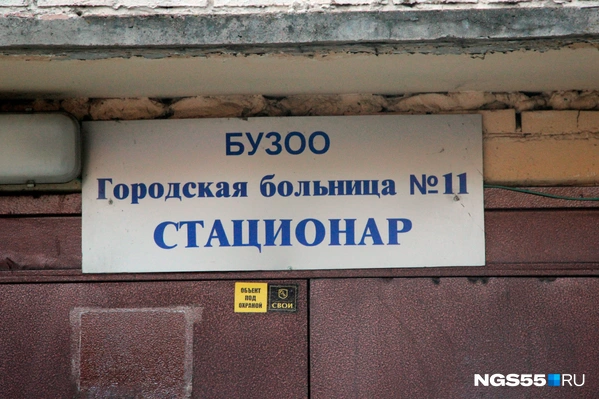 БУЗОО
Городская больница №11
СТАЦИОНАР
ОБЪЕКТ
ПОД
ОХРАНОЙ
СВОИ
NGS55.RU